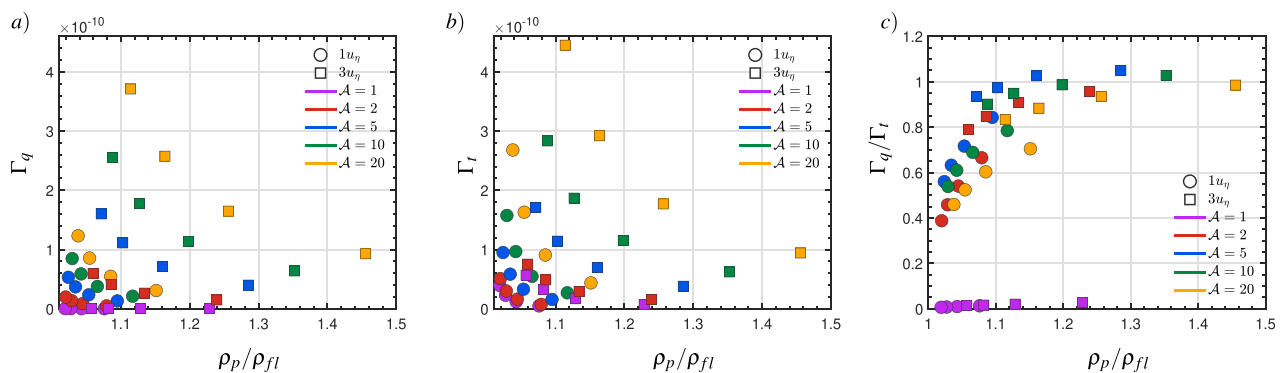 a)
×10⁻¹⁰
Γ_q
4
3
2
1
0
1.1 1.2 1.3 1.4 1.5
ρ_p/ρ_fl
1u_η
3u_η
𝒜 = 1
𝒜 = 2
𝒜 = 5
𝒜 = 10
𝒜 = 20
b)
×10⁻¹⁰
Γ_t
4
3
2
1
0
1.1 1.2 1.3 1.4 1.5
ρ_p/ρ_fl
1u_η
3u_η
𝒜 = 1
𝒜 = 2
𝒜 = 5
𝒜 = 10
𝒜 = 20
c)
Γ_q/Γ_t
1.2
1
0.8
0.6
0.4
0.2
0
1 1.1 1.2 1.3 1.4 1.5
ρ_p/ρ_fl
1u_η
3u_η
𝒜 = 1
𝒜 = 2
𝒜 = 5
𝒜 = 10
𝒜 = 20